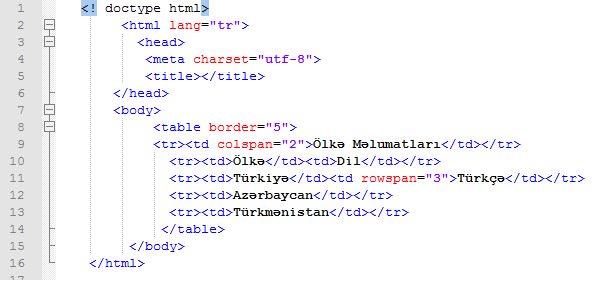 1 <! doctype html>
2 <html lang="tr">
3 <head>
4 <meta charset="utf-8">
5 <title></title>
6 </head>
7 <body>
8 <table border="5">
9 <tr><td colspan="2">Ölkə Məlumatları</td></tr>
10 <tr><td>Ölkə</td><td>Dil</td></tr>
11 <tr><td>Türkiyə</td><td rowspan="3">Türkçə</td></tr>
12 <tr><td>Azərbaycan</td></tr>
13 <tr><td>Türkmənistan</td></tr>
14 </table>
15 </body>
16 </html>
17